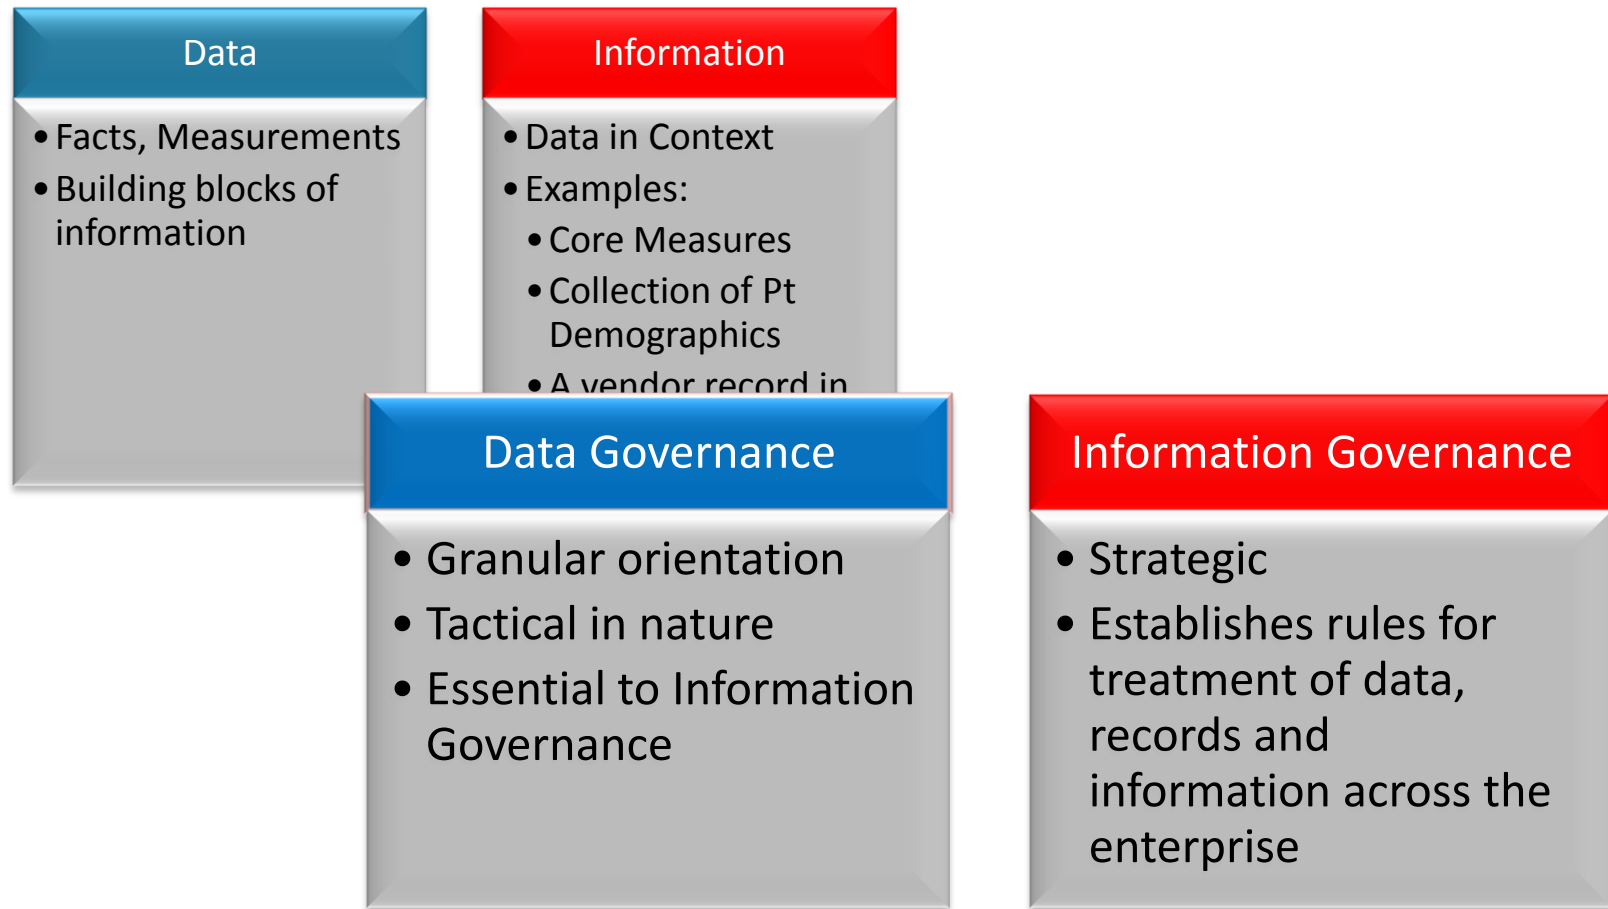 Data
• Facts, Measurements
• Building blocks of
information
Information
• Data in Context
• Examples:
• Core Measures
• Collection of Pt
Demographics
• A vendor record in
Data Governance
• Granular orientation
• Tactical in nature
• Essential to Information
Governance
Information Governance
• Strategic
• Establishes rules for
treatment of data,
records and
information across the
enterprise